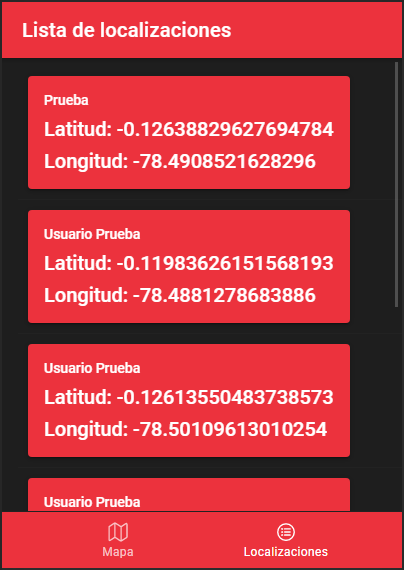 Lista de localizaciones
Prueba
Latitud: -0.12638829627694784
Longitud: -78.4908521628296
Usuario Prueba
Latitud: -0.11983626151568193
Longitud: -78.4881278683886
Usuario Prueba
Latitud: -0.12613550483738573
Longitud: -78.50109613010254
Usuario Prueba
Mapa
Localizaciones